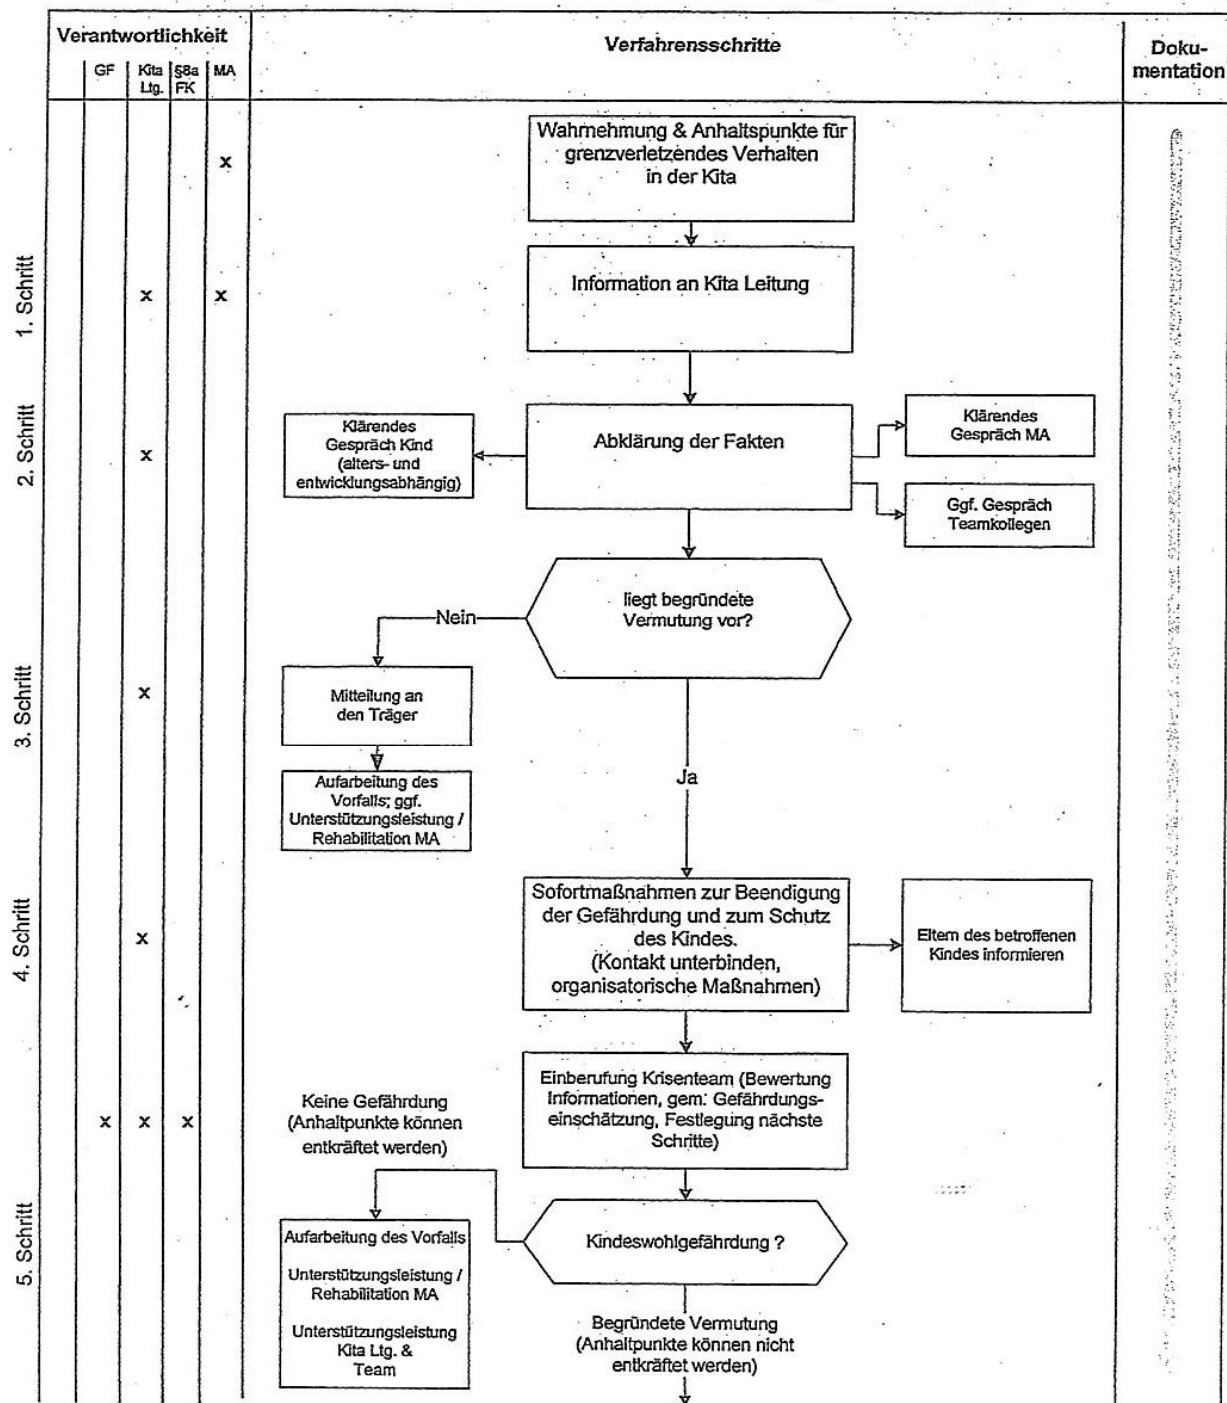 Verantwortlichkeit
Verfahrensschritte
Doku-
mentation
GF
Kita
Ltg.
§8a
FK
MA
Wahrnehmung & Anhaltspunkte für
grenzverletzendes Verhalten
in der Kita
x
1. Schritt
x
x
Information an Kita Leitung
2. Schritt
x
Klärendes
Gespräch Kind
(alters- und
entwicklungsabhängig)
Abklärung der Fakten
Klärendes
Gespräch MA
Ggf. Gespräch
Teamkollegen
liegt begründete
Vermutung vor?
Nein
3. Schritt
x
Mitteilung an
den Träger
Aufarbeitung des
Vorfalls; ggf.
Unterstützungsleistung /
Rehabilitation MA
Ja
4. Schritt
x
Sofortmaßnahmen zur Beendigung
der Gefährdung und zum Schutz
des Kindes.
(Kontakt unterbinden,
organisatorische Maßnahmen)
Eltern des betroffenen
Kindes informieren
x
x
x
Einberufung Krisenteam (Bewertung
Informationen, gem. Gefährdungs-
einschätzung, Festlegung nächste
Schritte)
Keine Gefährdung
(Anhaltpunkte können
entkräftet werden)
5. Schritt
Kindeswohlgefährdung ?
Aufarbeitung des Vorfalls
Unterstützungsleistung /
Rehabilitation MA
Unterstützungsleistung
Kita Ltg. &
Team
Begründete Vermutung
(Anhaltpunkte können nicht
entkräftet werden)